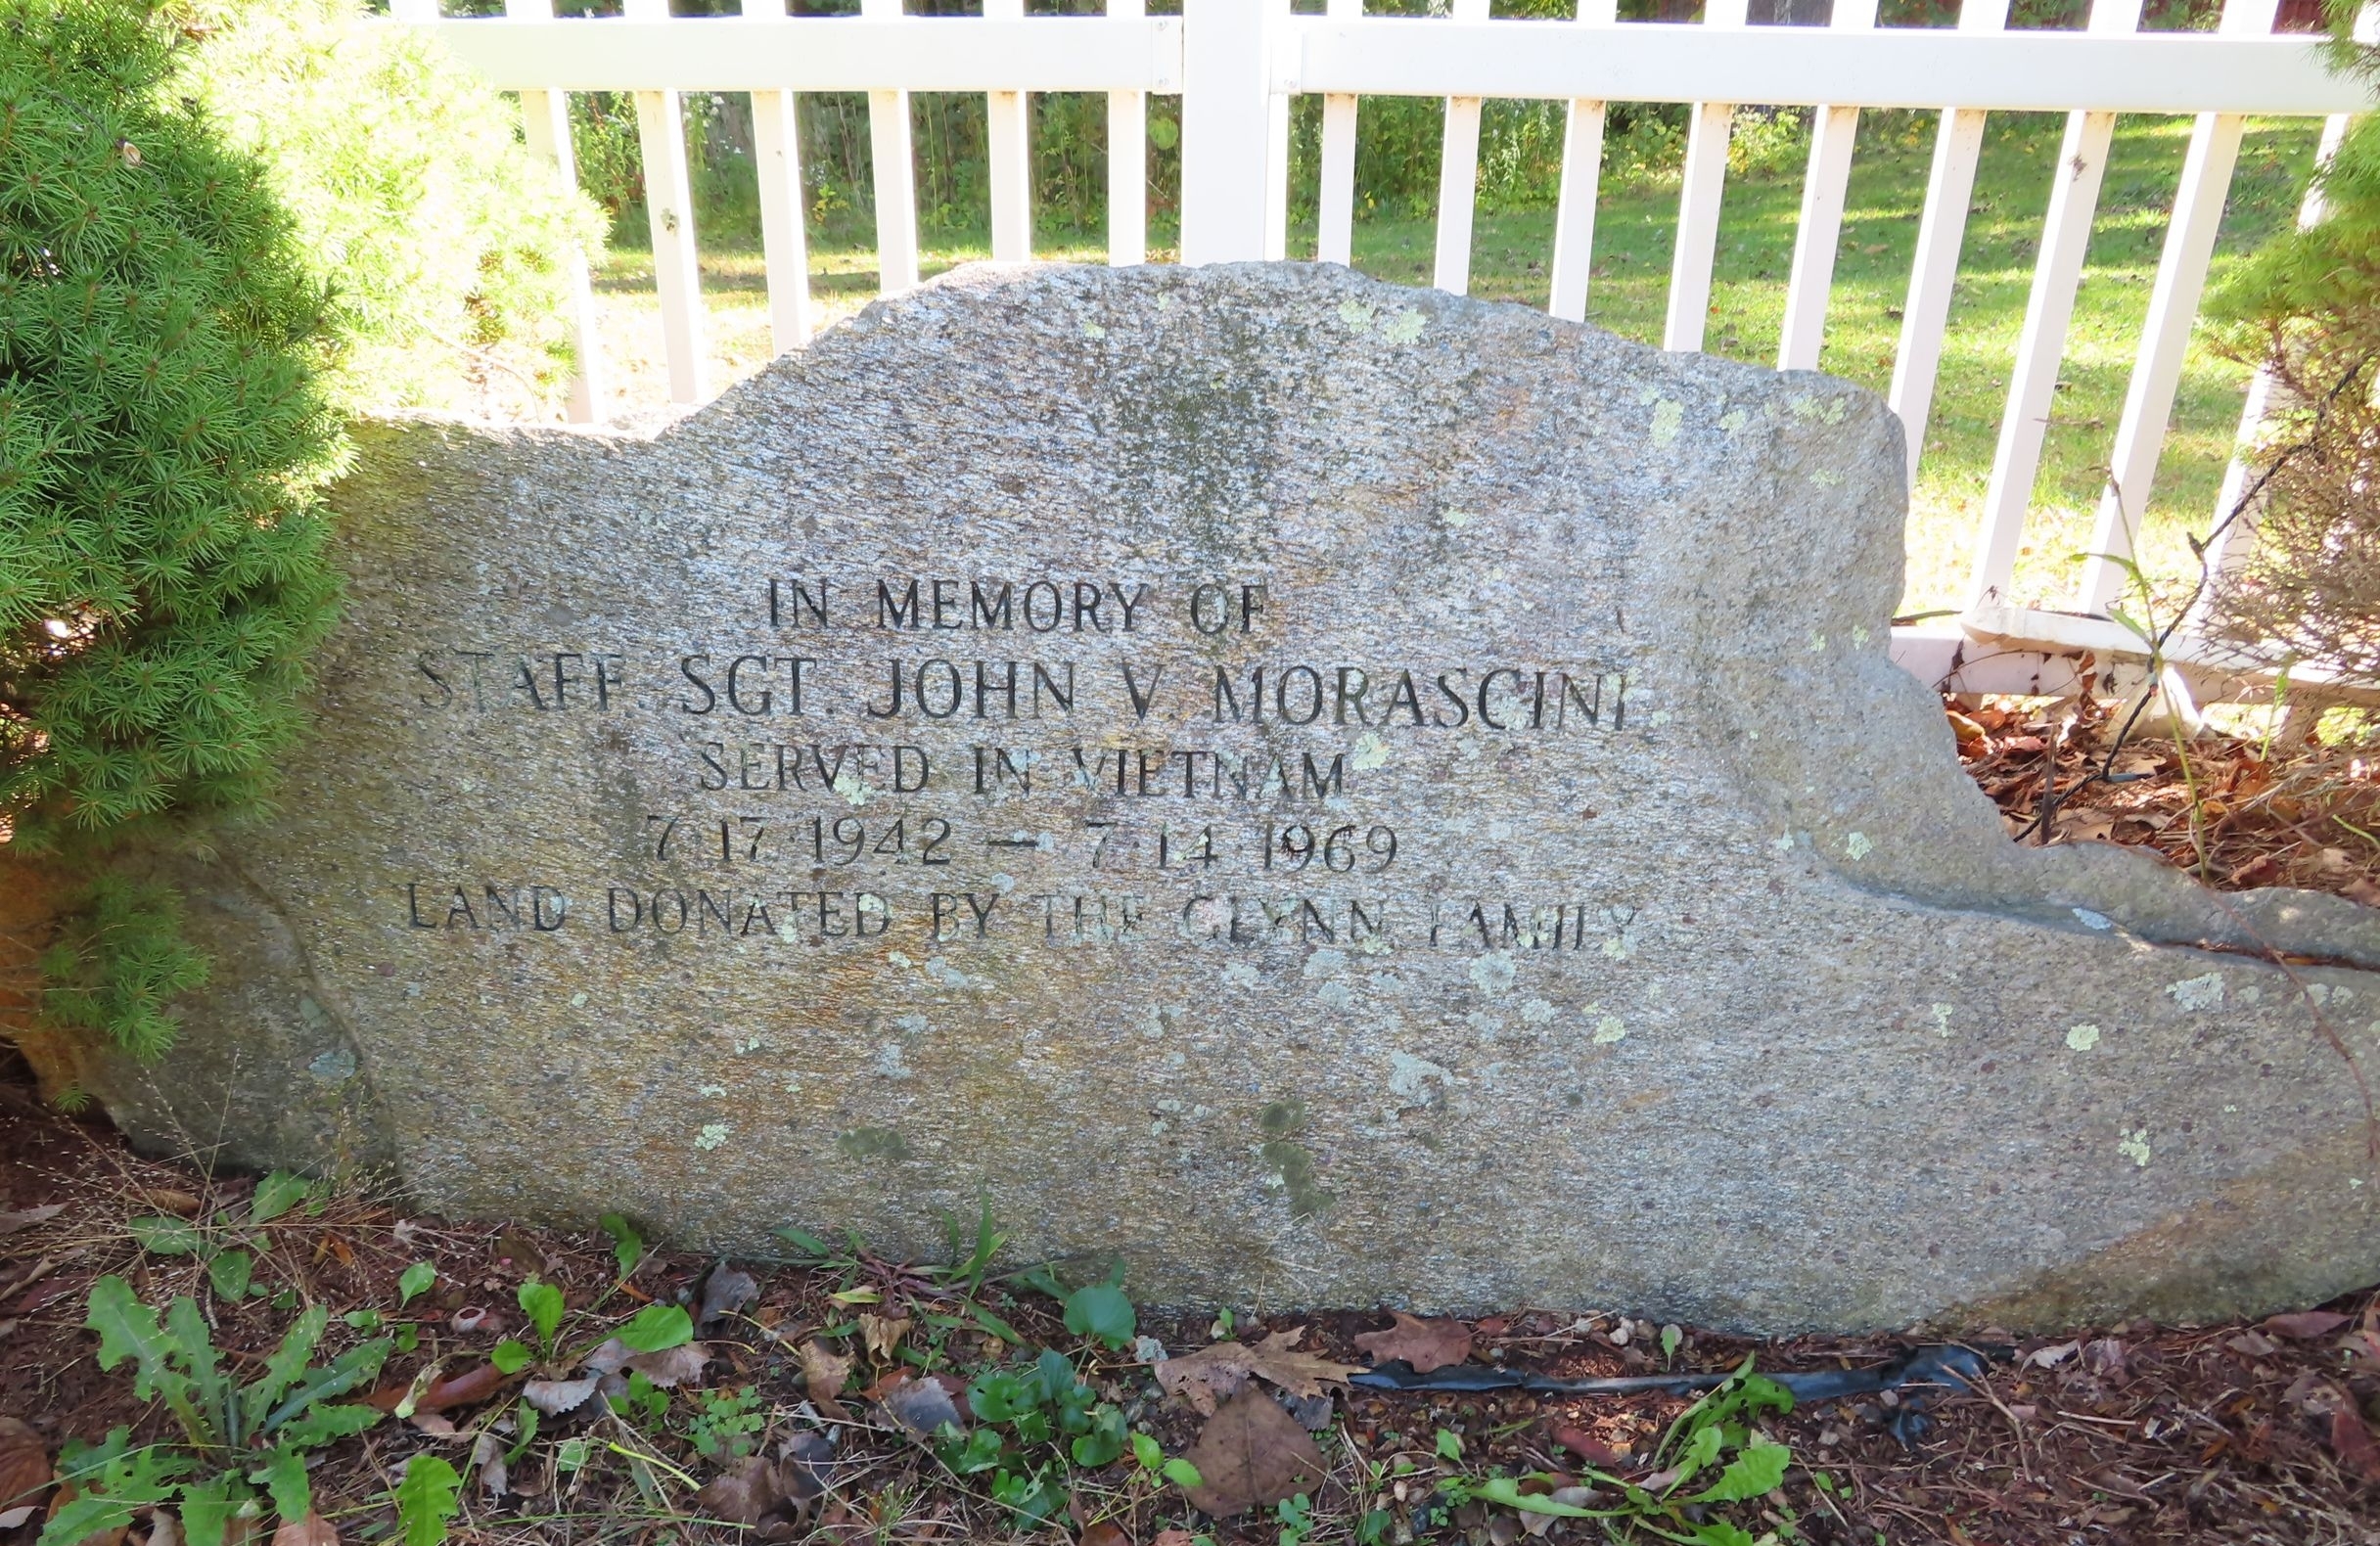 IN MEMORY OF
STAFF. SGT. JOHN V. MORASCINI
SERVED IN VIETNAM
7·17·1942 — 7·14·1969
LAND DONATED BY THE GLYNN FAMILY